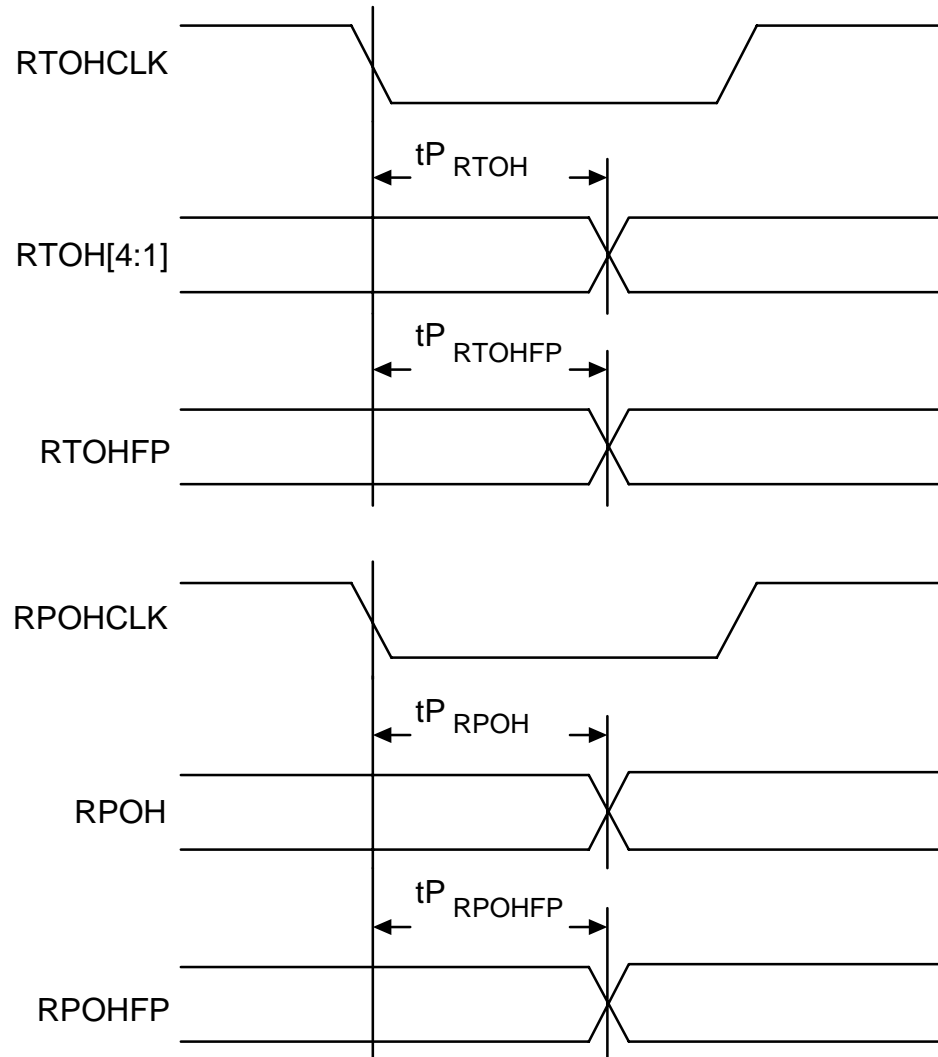 RTOHCLK
tP RTOH
RTOH[4:1]
tP RTOHFP
RTOHFP
RPOHCLK
tP RPOH
RPOH
tP RPOHFP
RPOHFP